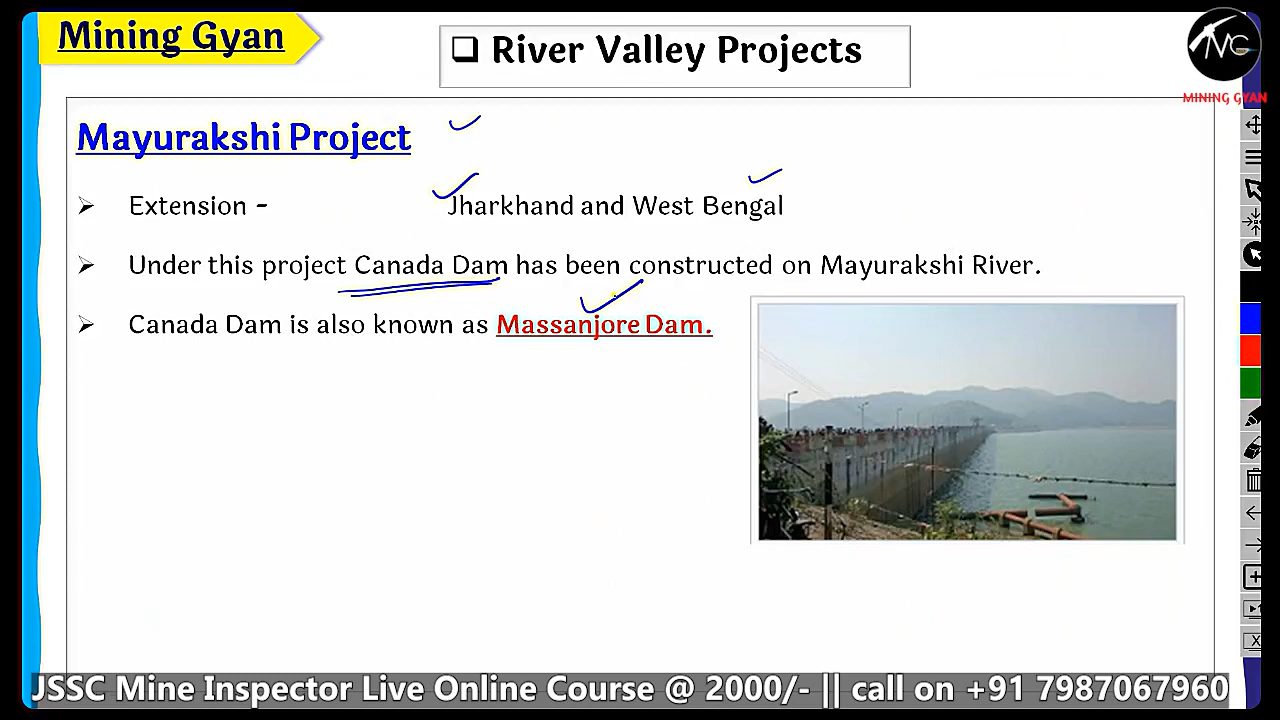 Mining Gyan
❑ River Valley Projects
MG
MINING GYAN
Mayurakshi Project
➢ Extension - Jharkhand and West Bengal
➢ Under this project Canada Dam has been constructed on Mayurakshi River.
➢ Canada Dam is also known as Massanjore Dam.
JSSC Mine Inspector Live Online Course @ 2000/- || call on +91 7987067960